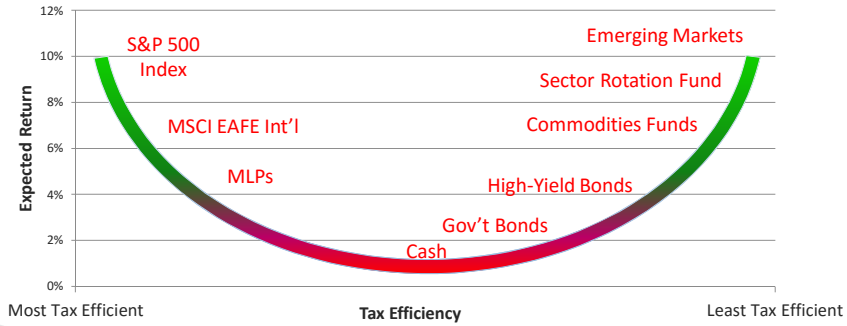 12%
10%
8%
6%
4%
2%
0%
Expected Return
S&P 500
Index
MSCI EAFE Int'l
MLPs
Cash
Gov't Bonds
High-Yield Bonds
Commodities Funds
Sector Rotation Fund
Emerging Markets
Most Tax Efficient
Tax Efficiency
Least Tax Efficient